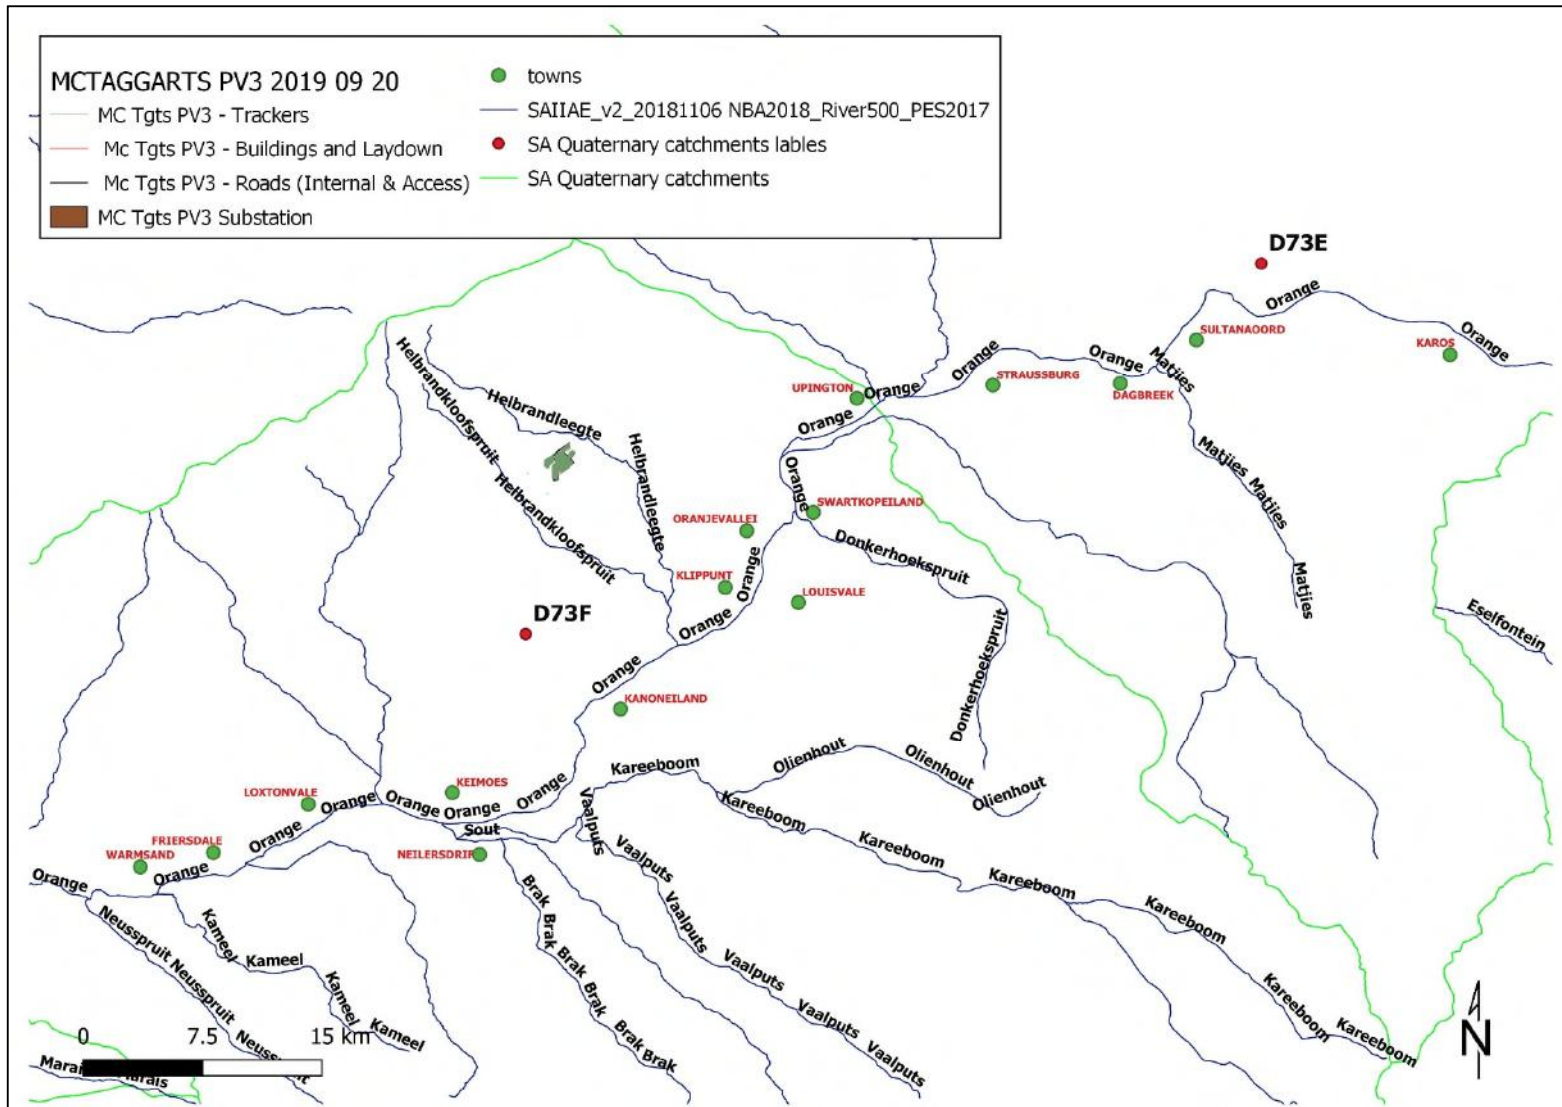 MCTAGGARTS PV3 2019 09 20
MC Tgts PV3 - Trackers
Mc Tgts PV3 - Buildings and Laydown
Mc Tgts PV3 - Roads (Internal & Access)
MC Tgts PV3 Substation
towns
SAIIAE_v2_20181106 NBA2018_River500_PES2017
SA Quaternary catchments lables
SA Quaternary catchments
D73E
Orange
SULTANAOORD
Orange
KAROS
Orange
Orange
Matjies
STRAUSSBURG
DAGBREEK
UPINGTON
Orange
Orange
Helbrandkloofspruit
Helbrandleegte
Helbrandleegte
Matjies
Matjies
Matjies
Orange
Helbrandkloofspruit
SWARTKOPEILAND
ORANJEVALLEI
Donkerhoekspruit
KLIPPUNT
Orange
LOUISVALE
D73F
Orange
Eselfontein
Donkerhoekspruit
Orange
KANONEILAND
Kareeboom
Olienhout
Olienhout
Olienhout
KEIMOES
LOXTONVALE
Orange
Orange
Orange
Orange
Sout
Vaalputs
Kareeboom
Orange
FRIERSDALE
WARMSAND
NEILERSDRIF
Vaalputs
Kareeboom
Orange
Orange
Kareeboom
Neusspruit
Kameel
Brak
Brak
Vaalputs
Kareeboom
Kameel
Neusspruit
Brak
Vaalputs
Kameel
Brak
Vaalputs
Kareeboom
Kameel
Brak
Vaalputs
Kareeboom
Neusspruit
Brak
0 7.5 15 km
Marais
Marais
N